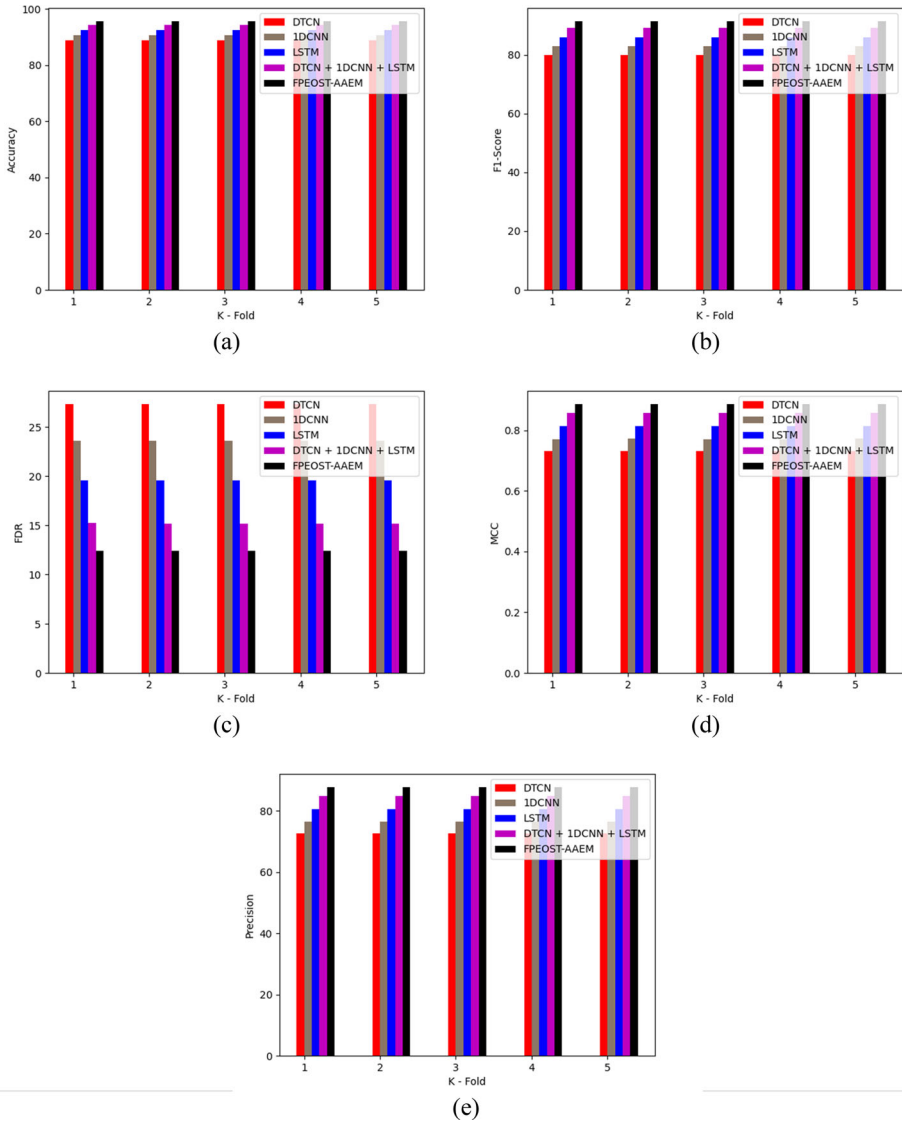 100
80
60
40
20
0
Accuracy
DTCN
1DCNN
LSTM
DTCN + 1DCNN + LSTM
FPEOST-AAEM
1 2 3 4 5
K - Fold
(a)
80
60
40
20
0
F1-Score
DTCN
1DCNN
LSTM
DTCN + 1DCNN + LSTM
FPEOST-AAEM
1 2 3 4 5
K - Fold
(b)
25
20
15
10
5
0
FDR
DTCN
1DCNN
LSTM
DTCN + 1DCNN + LSTM
FPEOST-AAEM
1 2 3 4 5
K - Fold
(c)
0.8
0.6
0.4
0.2
0.0
MCC
DTCN
1DCNN
LSTM
DTCN + 1DCNN + LSTM
FPEOST-AAEM
1 2 3 4 5
K - Fold
(d)
80
60
40
20
0
Precision
DTCN
1DCNN
LSTM
DTCN + 1DCNN + LSTM
FPEOST-AAEM
1 2 3 4 5
K - Fold
(e)